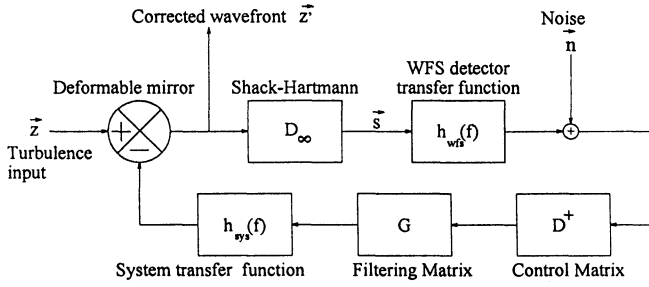 Corrected wavefront z⃗'
Noise
n⃗
Deformable mirror
Shack-Hartmann
WFS detector
transfer function
z⃗
Turbulence
input
+
−
D∞
s⃗
h_wfs(f)
+
h_sys(f)
G
D⁺
System transfer function
Filtering Matrix
Control Matrix